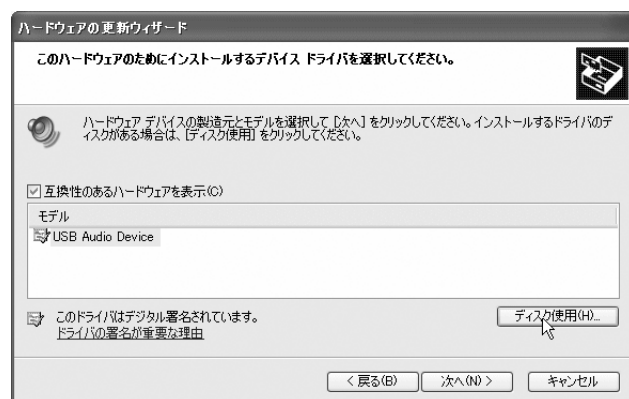 ハードウェアの更新ウィザード
このハードウェアのためにインストールするデバイス ドライバを選択してください。
ハードウェア デバイスの製造元とモデルを選択して [次へ] をクリックしてください。インストールするドライバのデ
ィスクがある場合は、[ディスク使用] をクリックしてください。
互換性のあるハードウェアを表示(C)
モデル
USB Audio Device
このドライバはデジタル署名されています。
ドライバの署名が重要な理由
ディスク使用(H)...
< 戻る(B)
次へ(N) >
キャンセル